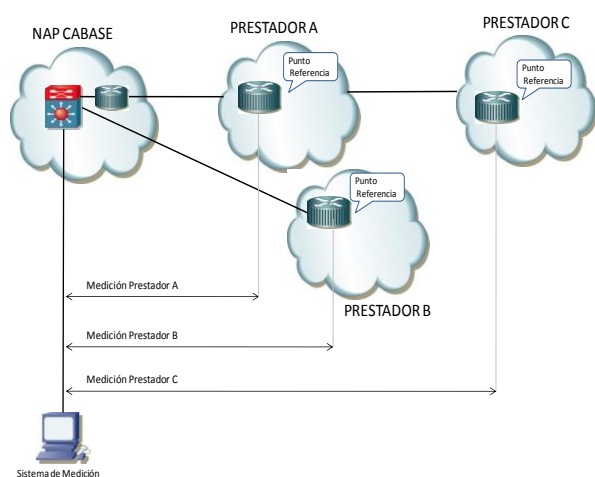 NAP CABASE
PRESTADOR A
PRESTADOR C
Punto
Referencia
Punto
Referencia
Punto
Referencia
Medición Prestador A
PRESTADOR B
Medición Prestador B
Medición Prestador C
Sistema de Medición